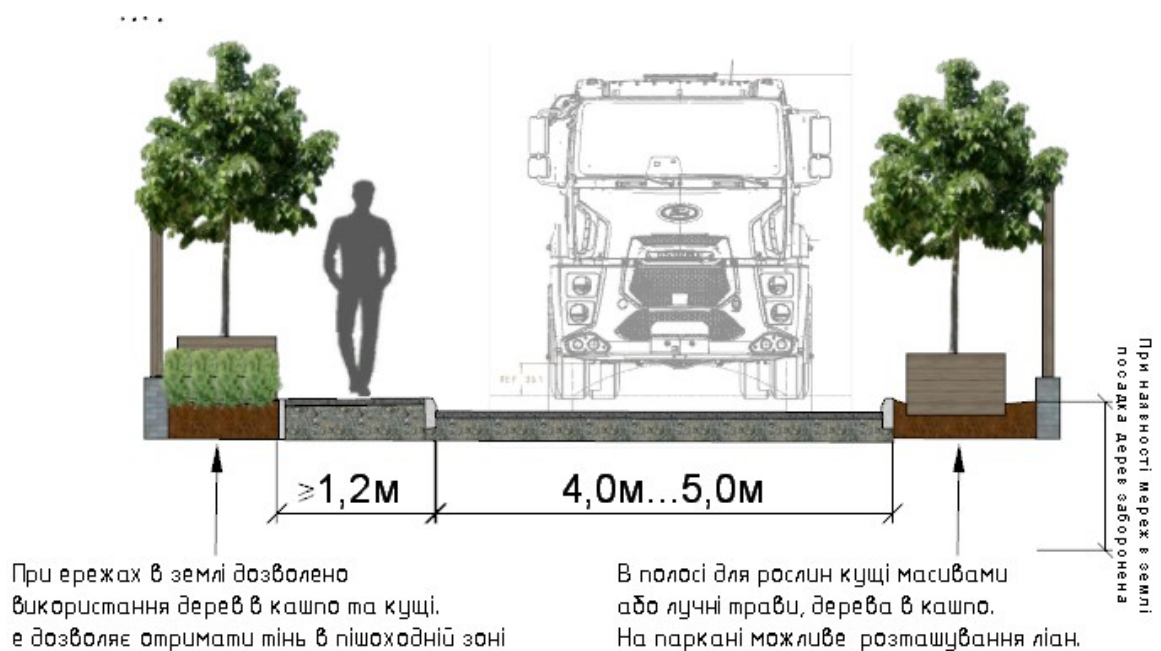 ≥1,2м
4,0м...5,0м
При ережах в землі дозволено
використання дерев в кашпо та кущі.
е дозволяє отримати тінь в пішоходній зоні
В полосі для рослин кущі масивами
або лучні трави, дерева в кашпо.
На паркані можливе розташування ліан.
При наявності мереж в землі
посадка дерев заборонена